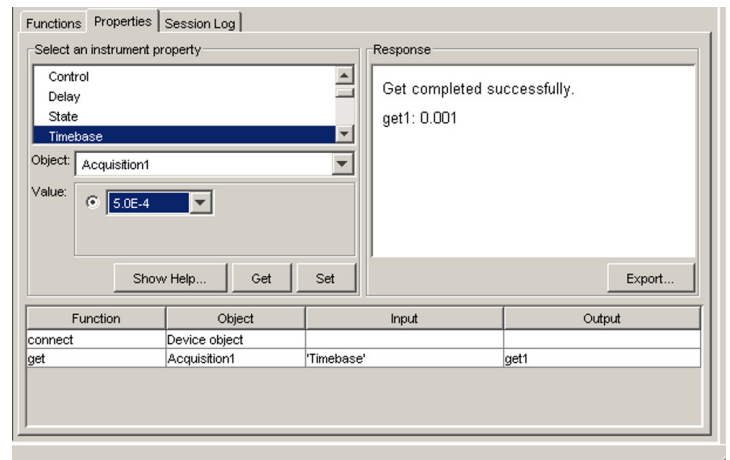 Functions Properties Session Log
Select an instrument property
Control
Delay
State
Timebase
Object: Acquisition1
Value: 5.0E-4
Show Help... Get Set
Response
Get completed successfully.
get1: 0.001
Export...
Function Object Input Output
connect Device object
get Acquisition1 'Timebase' get1